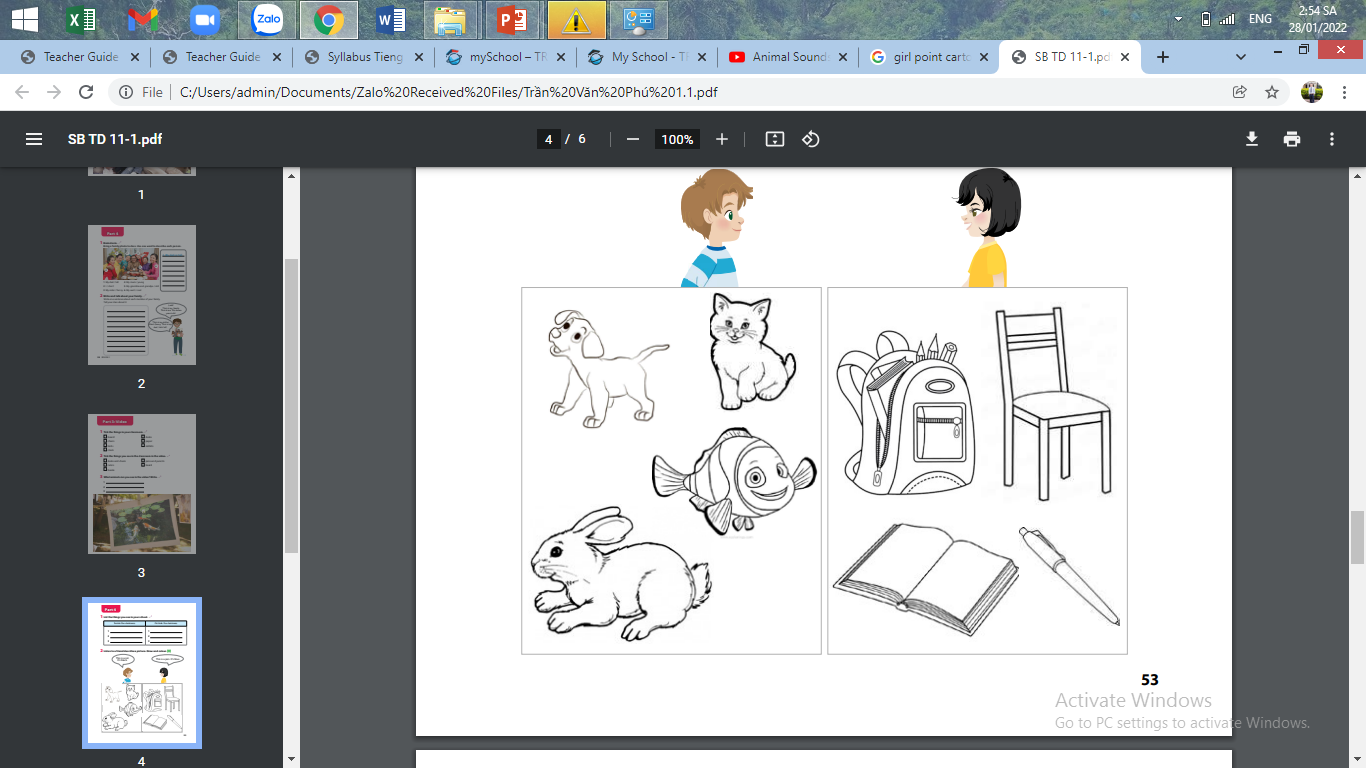 2:54 SA
ENG
28/01/2022
Zalo
Teacher Guide
Teacher Guide
Syllabus Tieng
mySchool – TR
My School - T
Animal Sound
girl point carto
SB TD 11-1.pd
File
C:/Users/admin/Documents/Zalo%20Received%20Files/Trần%20Văn%20Phú%201.1.pdf
SB TD 11-1.pdf
4 / 6
100%
1
2
3
4
53
Activate Windows
Go to PC settings to activate Windows.